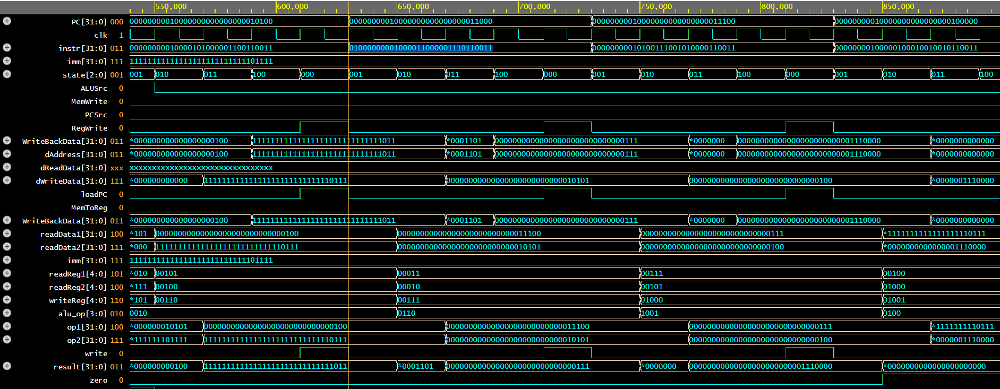 550,000 600,000 650,000 700,000 750,000 800,000 850,000
PC[31:0] 000 00000000010000000000000000010100 00000000010000000000000000011000 00000000010000000000000000011100 00000000010000000000000000100000
clk 1
instr[31:0] 011 00000000010000101000001100110011 01000000001000011000001110110011 00000000010100111001010000110011 00000000100000100010010010110011
imm[31:0] 111 11111111111111111111111111101111
state[2:0] 001 001 010 011 100 000 001 010 011 100 000 001 010 011 100 000 001 010 011 100
ALUSrc 0
MemWrite 0
PCSrc 0
RegWrite 0
WriteBackData[31:0] 011 *000000000000000000100 11111111111111111111111111111011 *0001101 00000000000000000000000000000111 *0000000 00000000000000000000000001110000 *0000000000000
dAddress[31:0] 011 *000000000000000000100 11111111111111111111111111111011 *0001101 00000000000000000000000000000111 *0000000 00000000000000000000000001110000 *0000000000000
dReadData[31:0] xxx xxxxxxxxxxxxxxxxxxxxxxxxxxxxxxxx
dWriteData[31:0] 111 *000000000000 11111111111111111111111111110111 00000000000000000000000000010101 00000000000000000000000000000100 *0000001110000
loadPC 0
MemToReg 0
WriteBackData[31:0] 011 *000000000000000000100 11111111111111111111111111111011 *0001101 00000000000000000000000000000111 *0000000 00000000000000000000000001110000 *0000000000000
readData1[31:0] 100 *101 00000000000000000000000000000100 00000000000000000000000000011100 00000000000000000000000000000111 *1111111111111111110111
readData2[31:0] 111 *000 11111111111111111111111111110111 00000000000000000000000000010101 00000000000000000000000000000100 *0000000000000001110000
imm[31:0] 111 11111111111111111111111111101111
readReg1[4:0] 101 *010 00101 00011 00111 00100
readReg2[4:0] 100 *111 00100 00010 00101 01000
writeReg[4:0] 110 *101 00110 00111 01000 01001
alu_op[3:0] 010 0010 0110 1001 0100
op1[31:0] 100 *000000010101 00000000000000000000000000000100 00000000000000000000000000011100 00000000000000000000000000000111 *1111111110111
op2[31:0] 111 *111111101111 11111111111111111111111111110111 00000000000000000000000000010101 00000000000000000000000000000100 *0000001110000
write 0
result[31:0] 011 *000000000100 11111111111111111111111111111011 *0001101 00000000000000000000000000000111 *0000000 00000000000000000000000001110000 *0000000000000000000000
zero 0